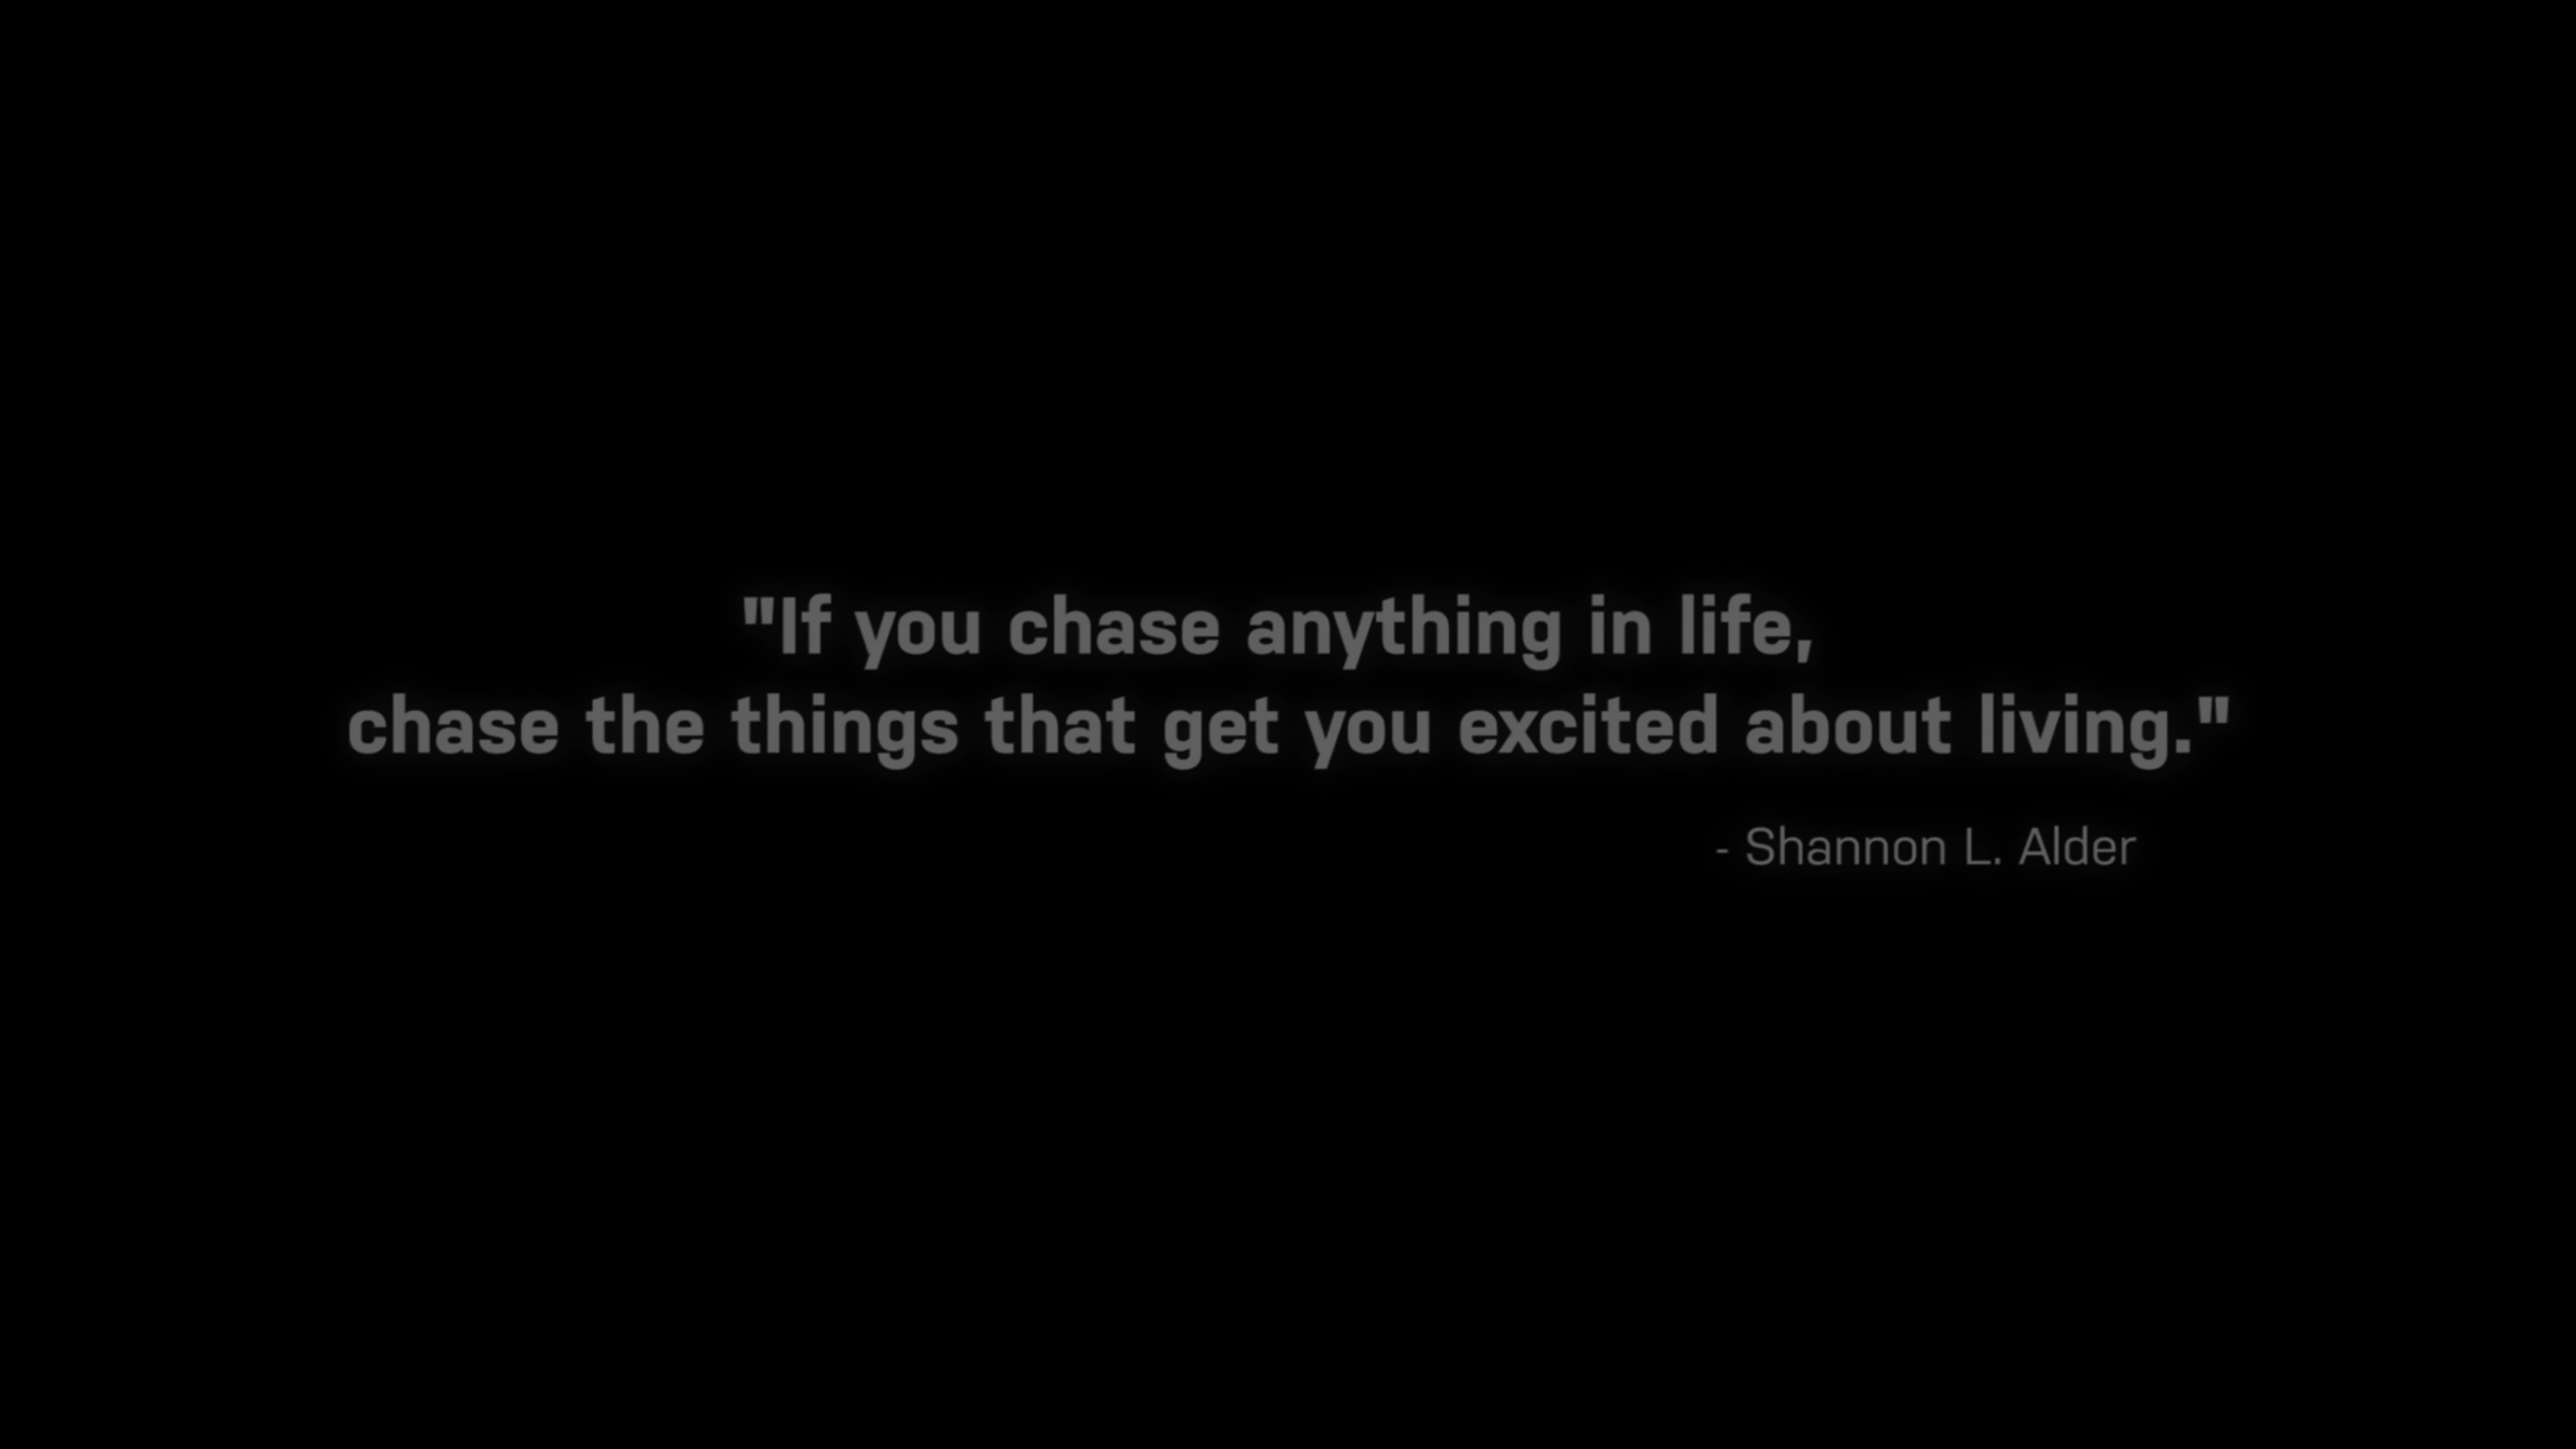 "If you chase anything in life,
chase the things that get you excited about living."
- Shannon L. Alder